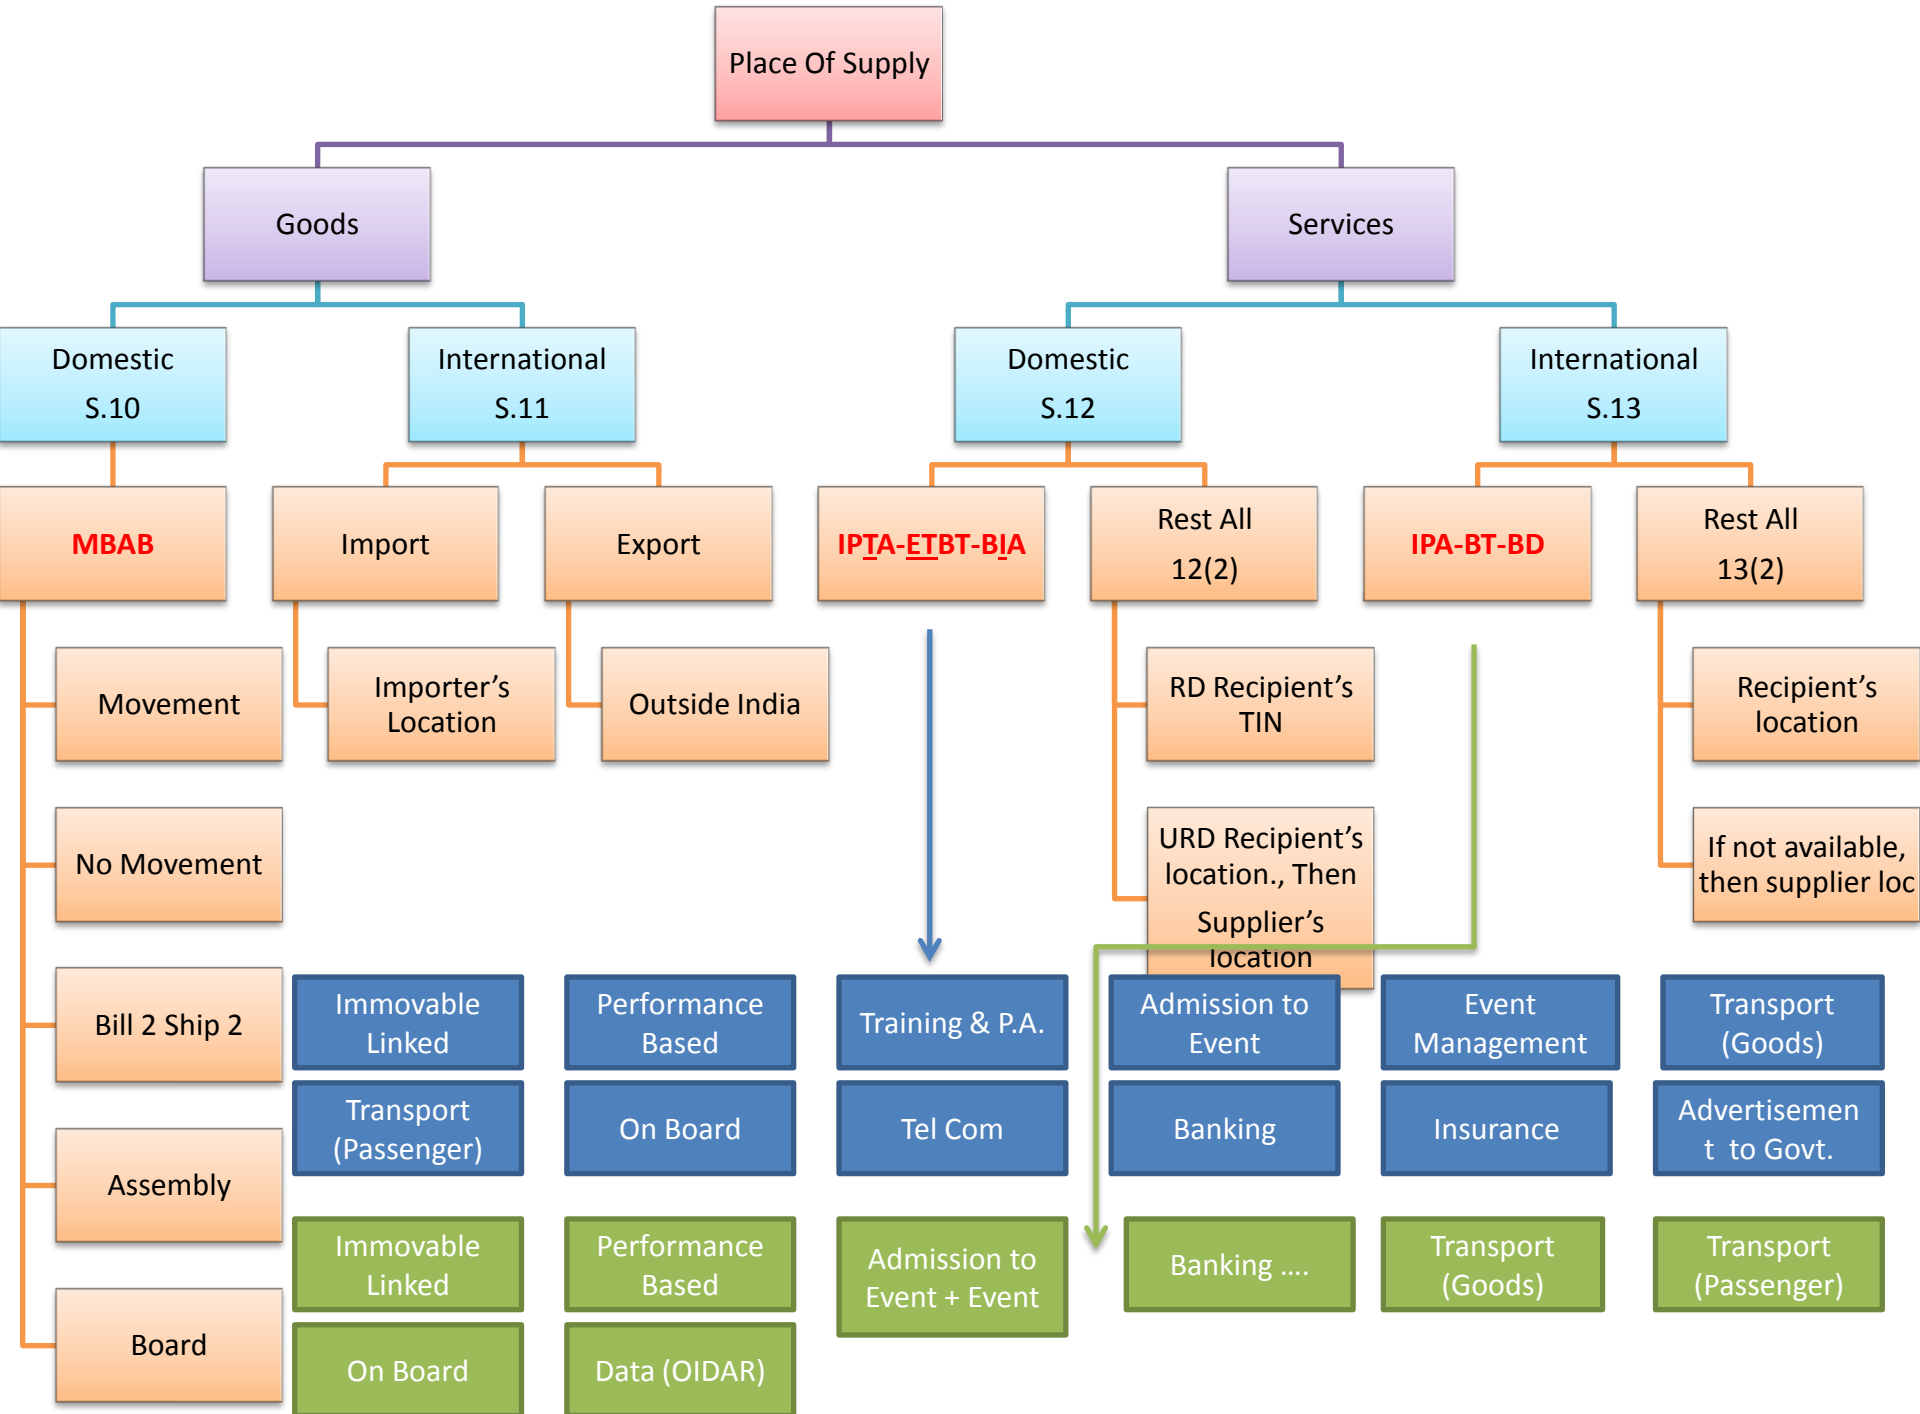 Place Of Supply
Goods
Services
Domestic
S.10
International
S.11
Domestic
S.12
International
S.13
MBAB
Import
Export
IPTA-ETBT-BIA
Rest All
12(2)
IPA-BT-BD
Rest All
13(2)
Movement
Importer’s
Location
Outside India
RD Recipient’s
TIN
Recipient’s
location
No Movement
URD Recipient’s
location., Then
Supplier’s
location
If not available,
then supplier loc
Bill 2 Ship 2
Assembly
Board
Immovable
Linked
Performance
Based
Training & P.A.
Admission to
Event
Event
Management
Transport
(Goods)
Transport
(Passenger)
On Board
Tel Com
Banking
Insurance
Advertisemen
t to Govt.
Immovable
Linked
Performance
Based
Admission to
Event + Event
Banking ....
Transport
(Goods)
Transport
(Passenger)
On Board
Data (OIDAR)